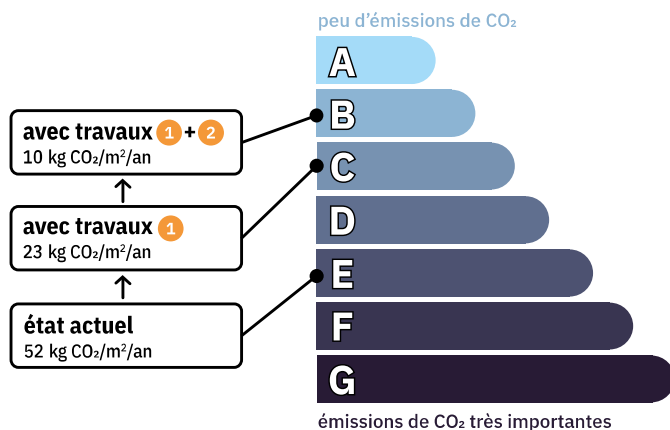 peu d'émissions de CO₂
A
avec travaux 1 + 2
10 kg CO₂/m²/an
B
C
avec travaux 1
23 kg CO₂/m²/an
D
E
état actuel
52 kg CO₂/m²/an
F
G
émissions de CO₂ très importantes